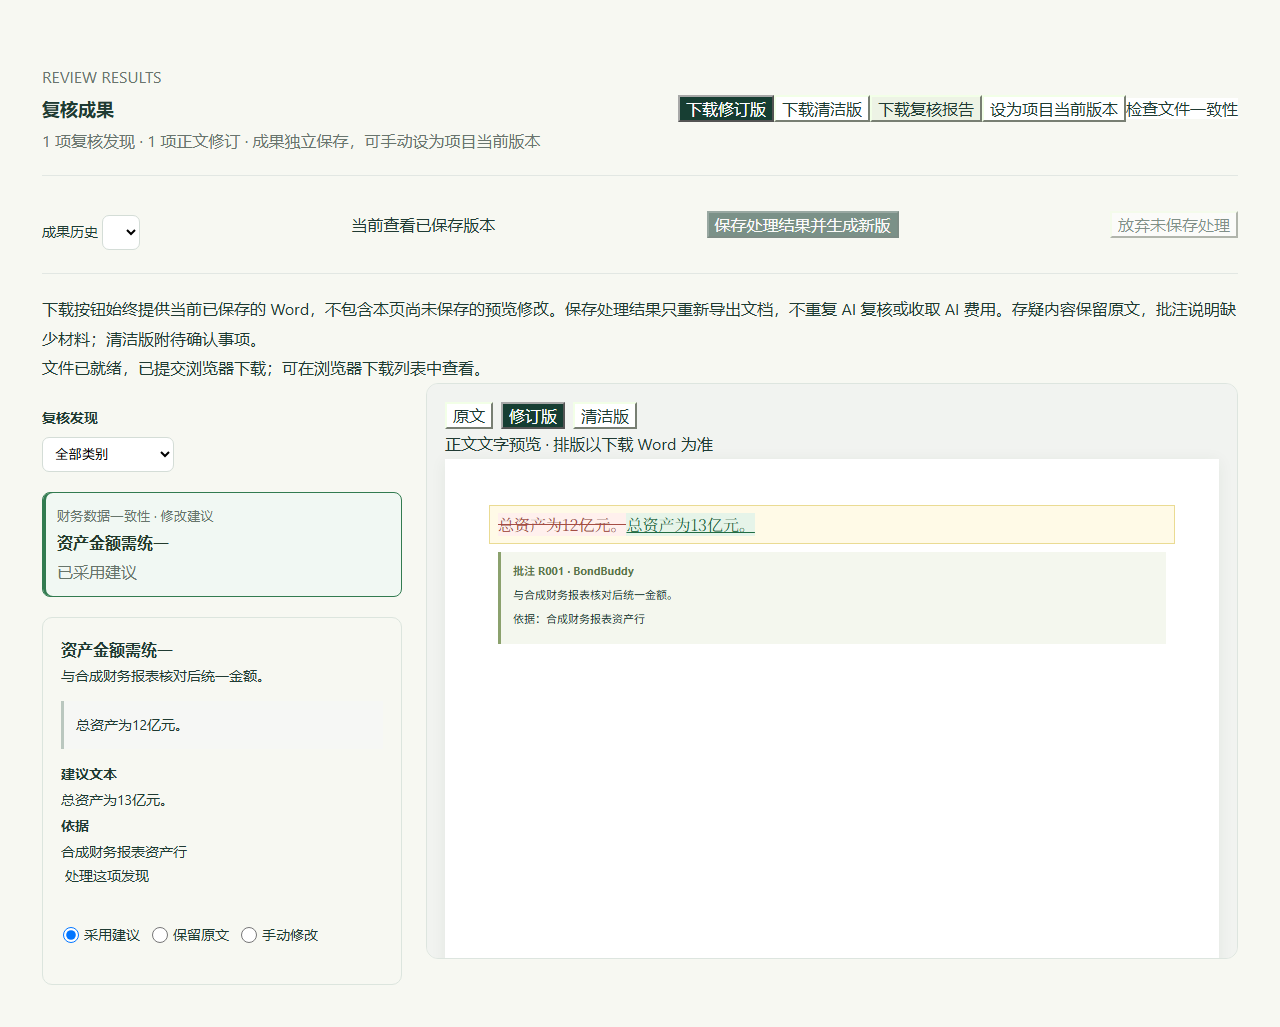 REVIEW RESULTS
复核成果
1 项复核发现 · 1 项正文修订 · 成果独立保存，可手动设为项目当前版本
下载修订版 下载清洁版 下载复核报告 设为项目当前版本 检查文件一致性
成果历史 当前查看已保存版本 保存处理结果并生成新版 放弃未保存处理
下载按钮始终提供当前已保存的 Word，不包含本页尚未保存的预览修改。保存处理结果只重新导出文档，不重复 AI 复核或收取 AI 费用。存疑内容保留原文，批注说明缺
少材料；清洁版附待确认事项。
文件已就绪，已提交浏览器下载；可在浏览器下载列表中查看。
复核发现
全部类别
财务数据一致性 · 修改建议
资产金额需统一
已采用建议
资产金额需统一
与合成财务报表核对后统一金额。
总资产为12亿元。
建议文本
总资产为13亿元。
依据
合成财务报表资产行
处理这项发现
采用建议 保留原文 手动修改
原文 修订版 清洁版
正文文字预览 · 排版以下载 Word 为准
总资产为12亿元。总资产为13亿元。
批注 R001 · BondBuddy
与合成财务报表核对后统一金额。
依据：合成财务报表资产行